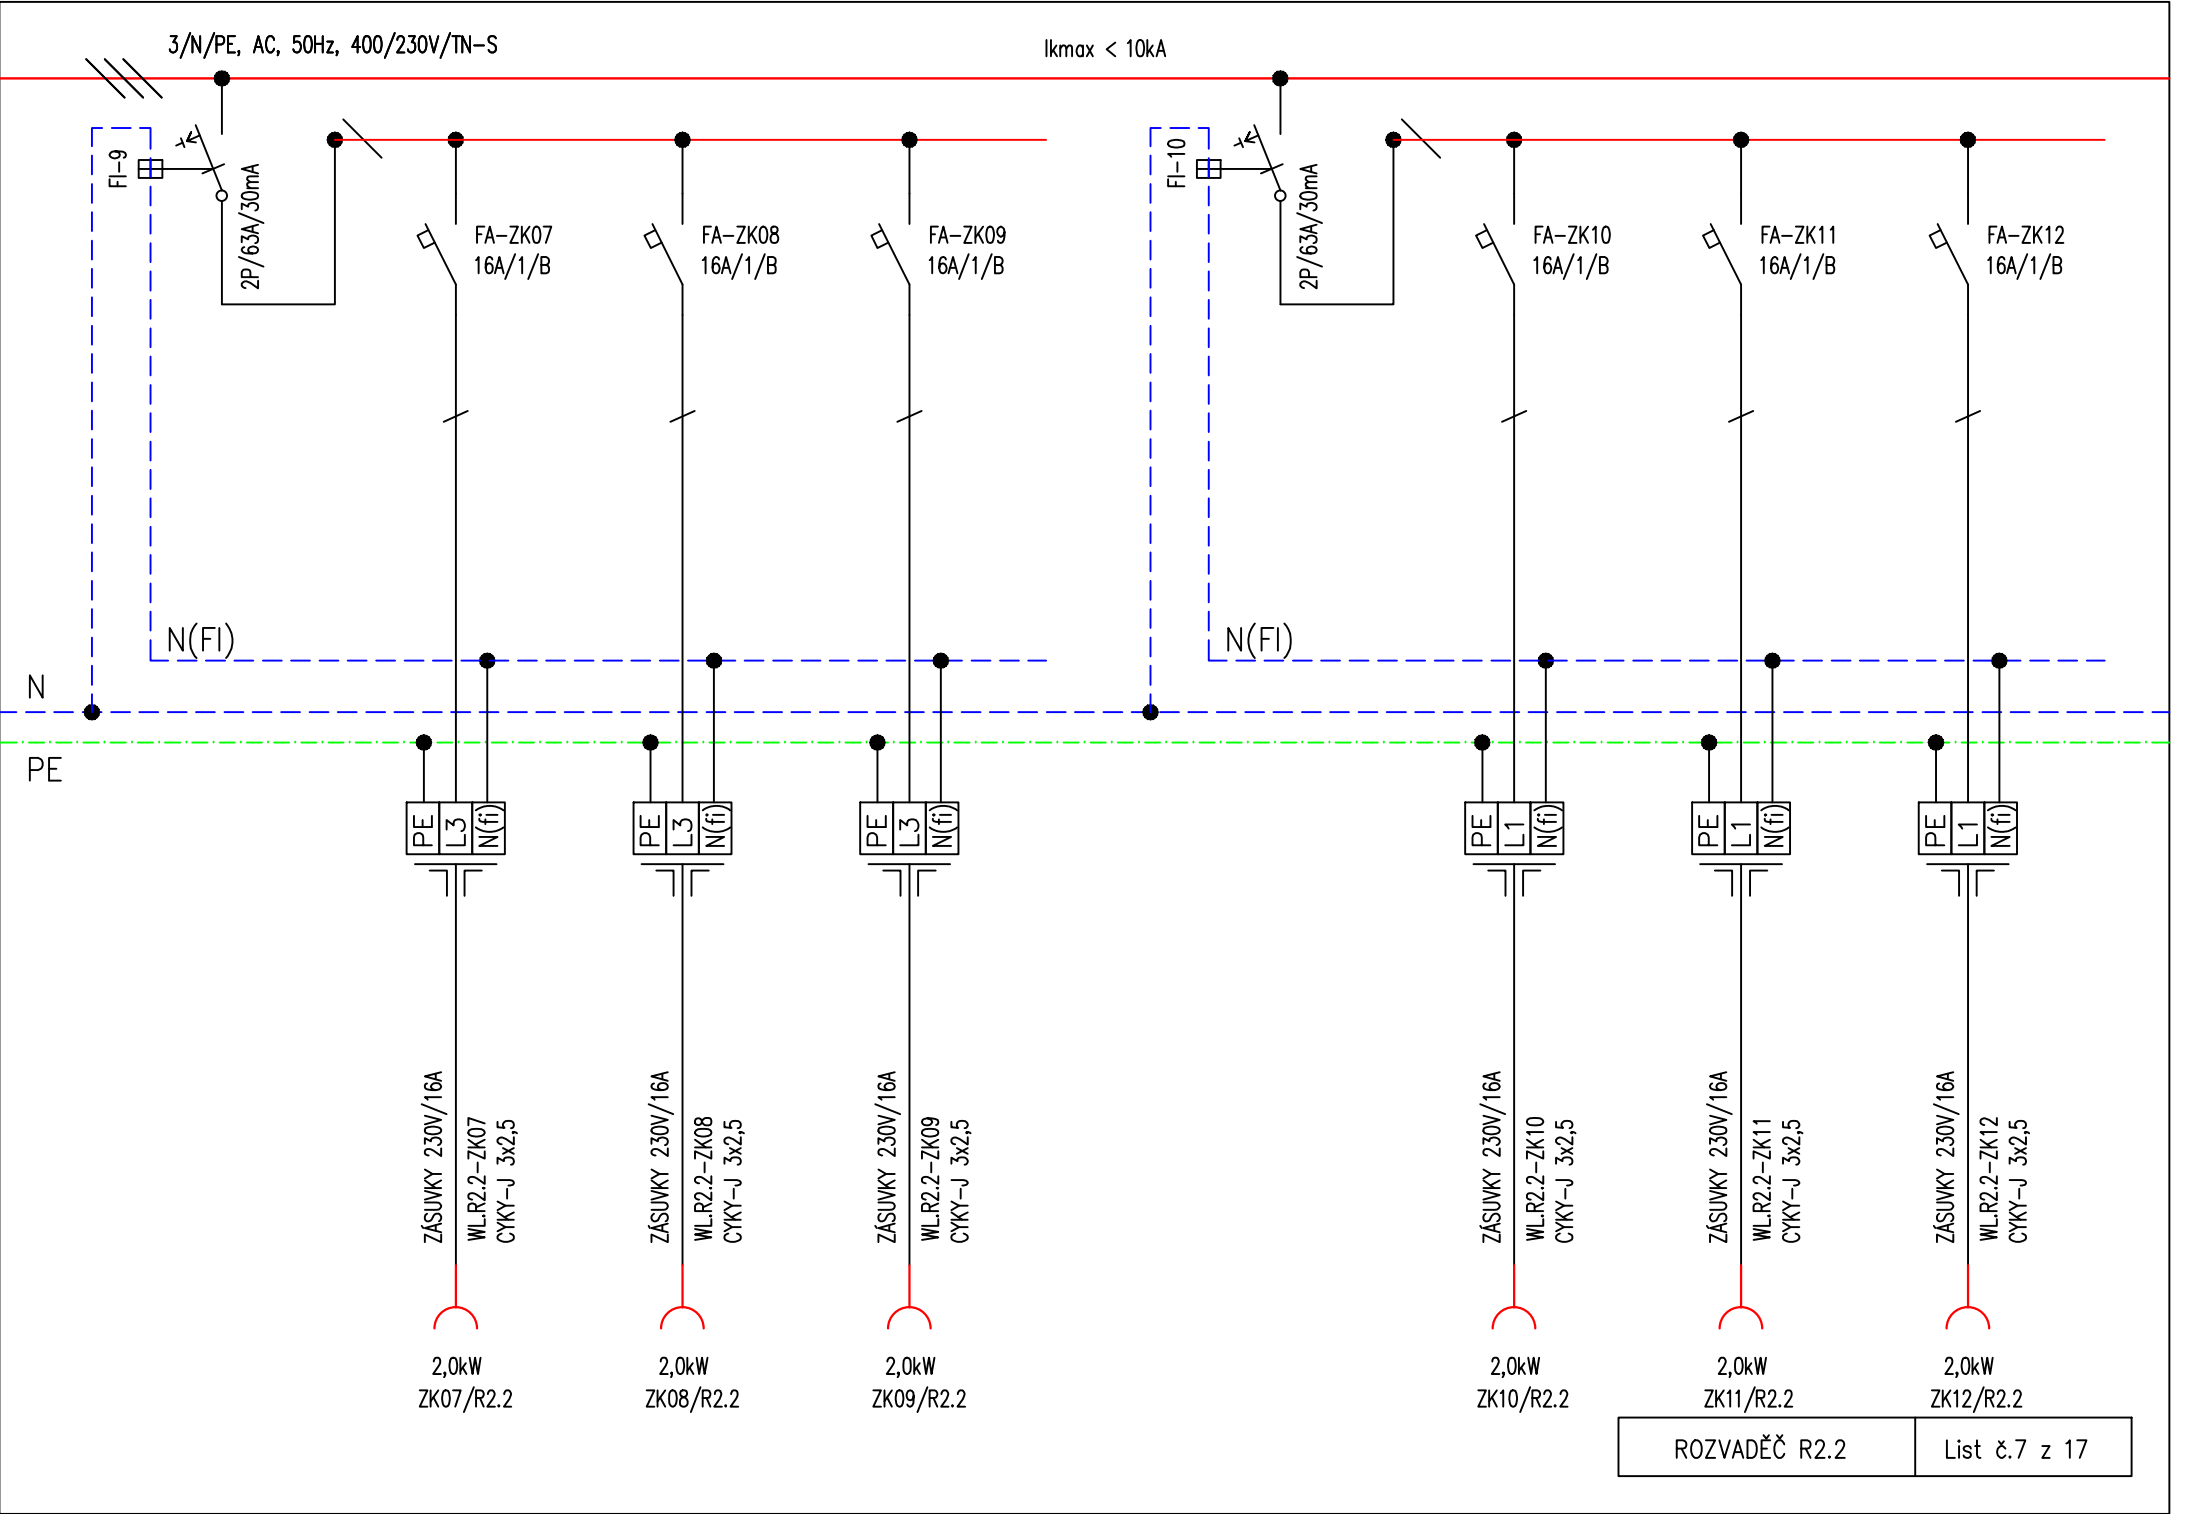 3/N/PE, AC, 50Hz, 400/230V/TN-S
Ikmax < 10kA
FI-9
2P/63A/30mA
FA-ZK07
16A/1/B
FA-ZK08
16A/1/B
FA-ZK09
16A/1/B
FI-10
2P/63A/30mA
FA-ZK10
16A/1/B
FA-ZK11
16A/1/B
FA-ZK12
16A/1/B
N(FI)
N(FI)
N
PE
PE L3 N(fi)
PE L3 N(fi)
PE L3 N(fi)
PE L1 N(fi)
PE L1 N(fi)
PE L1 N(fi)
ZÁSUVKY 230V/16A
WL.R2.2-ZK07
CYKY-J 3x2,5
ZÁSUVKY 230V/16A
WL.R2.2-ZK08
CYKY-J 3x2,5
ZÁSUVKY 230V/16A
WL.R2.2-ZK09
CYKY-J 3x2,5
ZÁSUVKY 230V/16A
WL.R2.2-ZK10
CYKY-J 3x2,5
ZÁSUVKY 230V/16A
WL.R2.2-ZK11
CYKY-J 3x2,5
ZÁSUVKY 230V/16A
WL.R2.2-ZK12
CYKY-J 3x2,5
2,0kW
ZK07/R2.2
2,0kW
ZK08/R2.2
2,0kW
ZK09/R2.2
2,0kW
ZK10/R2.2
2,0kW
ZK11/R2.2
2,0kW
ZK12/R2.2
ROZVADĚČ R2.2
List č.7 z 17